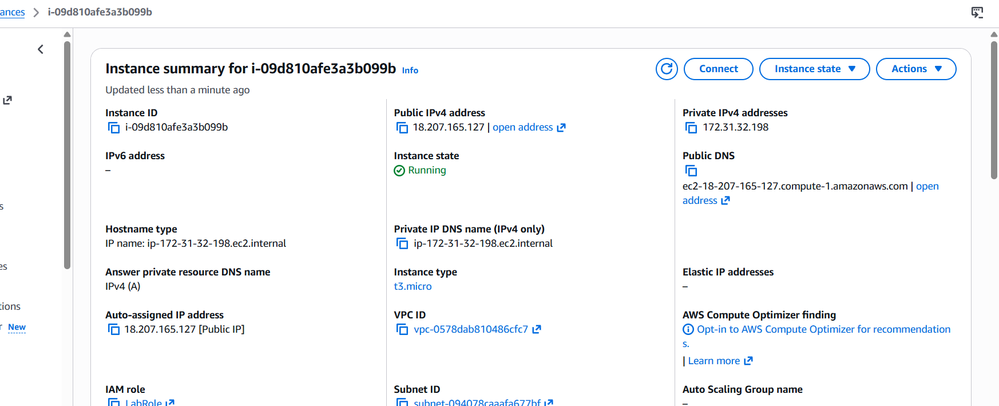 ances > i-09d810afe3a3b099b
Instance summary for i-09d810afe3a3b099b Info
Connect
Instance state
Actions
Updated less than a minute ago
Instance ID
i-09d810afe3a3b099b
Public IPv4 address
18.207.165.127 | open address
Private IPv4 addresses
172.31.32.198
IPv6 address
–
Instance state
Running
Public DNS
ec2-18-207-165-127.compute-1.amazonaws.com | open
address
Hostname type
IP name: ip-172-31-32-198.ec2.internal
Private IP DNS name (IPv4 only)
ip-172-31-32-198.ec2.internal
Answer private resource DNS name
IPv4 (A)
Instance type
t3.micro
Elastic IP addresses
–
Auto-assigned IP address
18.207.165.127 [Public IP]
VPC ID
vpc-0578dab810486cfc7
AWS Compute Optimizer finding
Opt-in to AWS Compute Optimizer for recommendation
s.
| Learn more
IAM role
LabRole
Subnet ID
subnet-094078caaafa677bf
Auto Scaling Group name
–
s
es
tions
r New